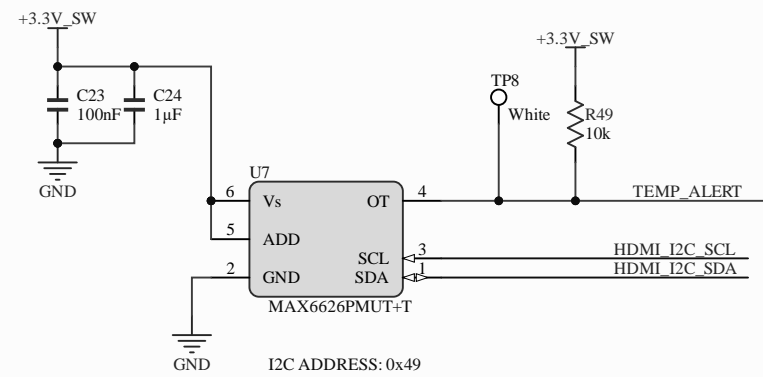 +3.3V_SW
+3.3V_SW
C23
100nF
C24
1µF
TP8
White
R49
10k
GND
U7
6
Vs
OT
4
TEMP_ALERT
5
ADD
SCL
3
HDMI_I2C_SCL
2
GND
SDA
1
HDMI_I2C_SDA
MAX6626PMUT+T
GND
I2C ADDRESS: 0x49